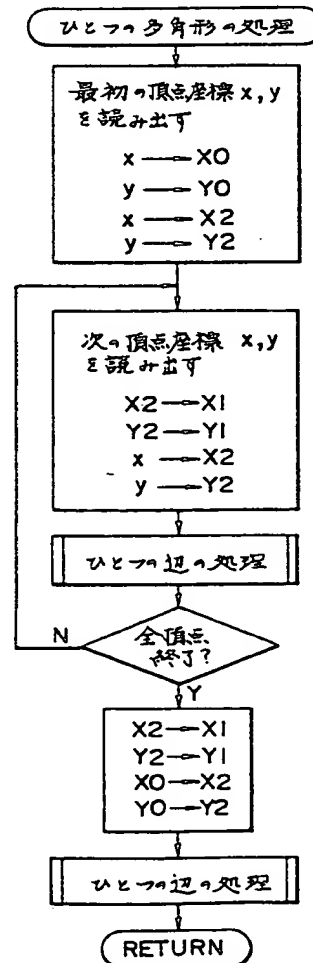 ひとつの多角形の処理
最初の頂点座標 x, y
を読み出す
x → X0
y → Y0
x → X2
y → Y2
次の頂点座標 x, y
を読み出す
X2 → X1
Y2 → Y1
x → X2
y → Y2
ひとつの辺の処理
全頂点
終了?
N
Y
X2 → X1
Y2 → Y1
X0 → X2
Y0 → Y2
ひとつの辺の処理
RETURN